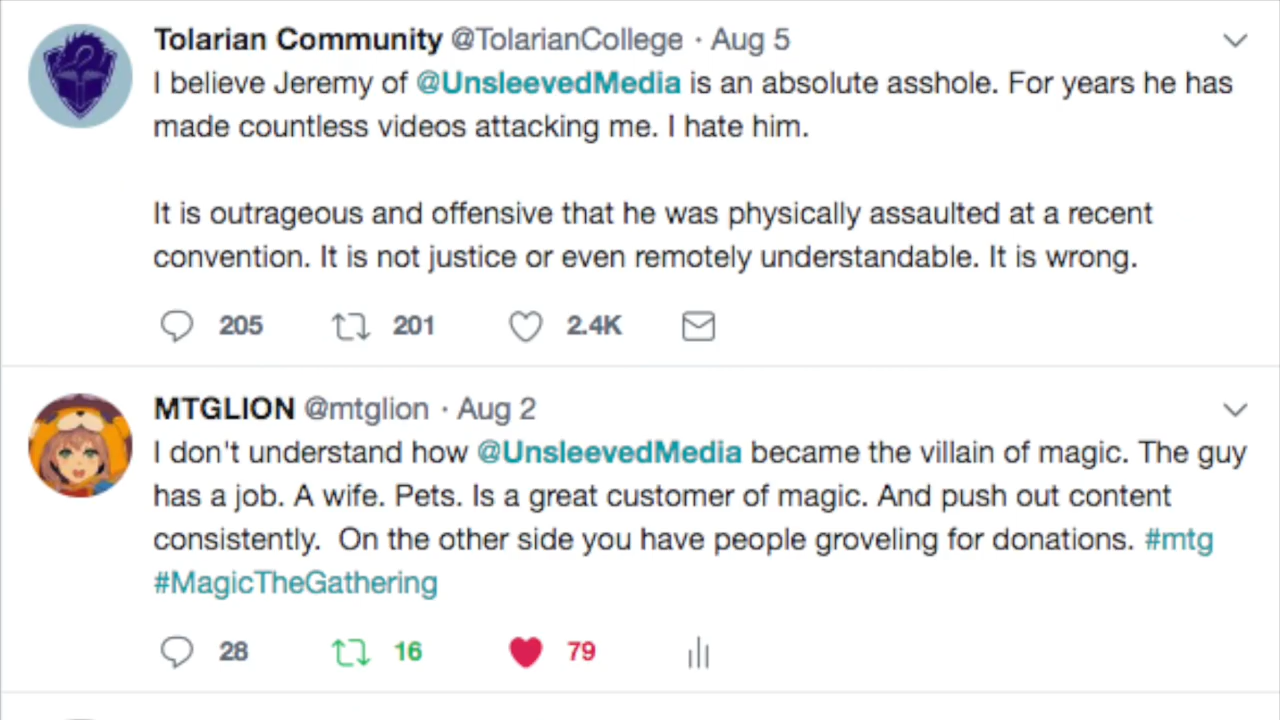 Tolarian Community @TolarianCollege · Aug 5
I believe Jeremy of @UnsleevedMedia is an absolute asshole. For years he has
made countless videos attacking me. I hate him.
It is outrageous and offensive that he was physically assaulted at a recent
convention. It is not justice or even remotely understandable. It is wrong.
205 201 2.4K
MTGLION @mtglion · Aug 2
I don't understand how @UnsleevedMedia became the villain of magic. The guy
has a job. A wife. Pets. Is a great customer of magic. And push out content
consistently.  On the other side you have people groveling for donations. #mtg
#MagicTheGathering
28 16 79